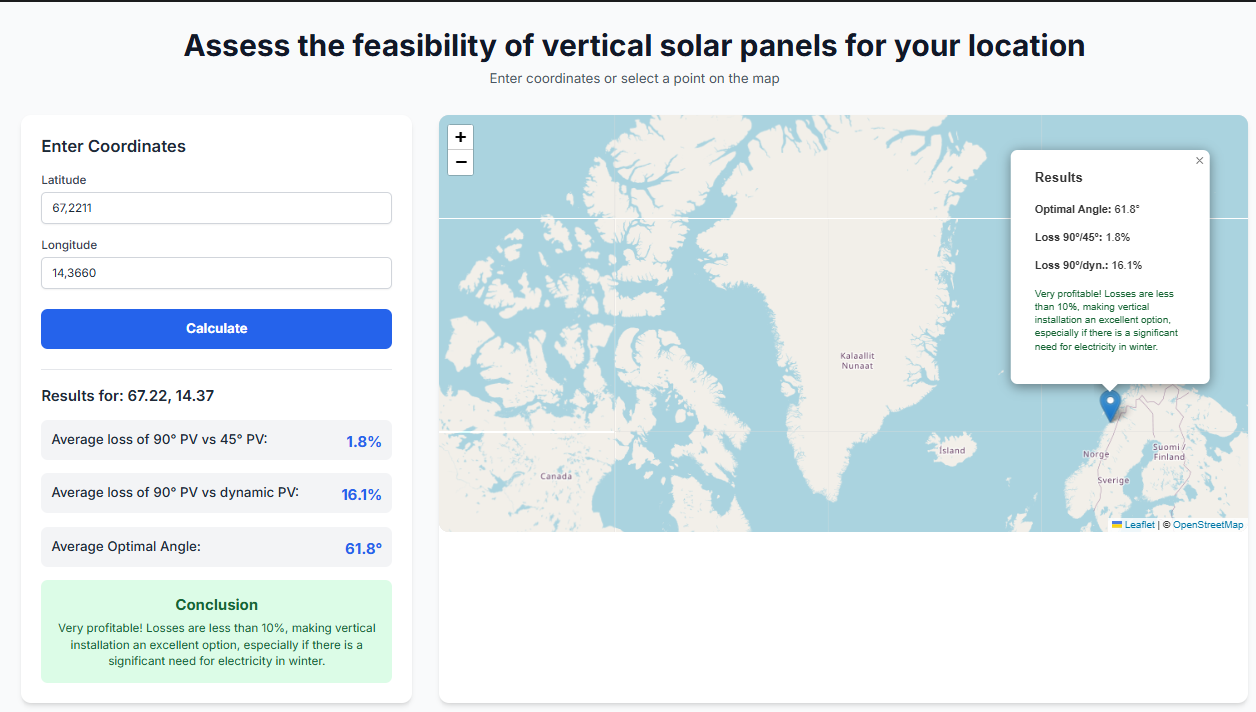 Assess the feasibility of vertical solar panels for your location
Enter coordinates or select a point on the map
Enter Coordinates
Latitude
67,2211
Longitude
14,3660
Calculate
Results for: 67.22, 14.37
Average loss of 90° PV vs 45° PV:
1.8%
Average loss of 90° PV vs dynamic PV:
16.1%
Average Optimal Angle:
61.8°
Conclusion
Very profitable! Losses are less than 10%, making vertical
installation an excellent option, especially if there is a
significant need for electricity in winter.
+
−
×
Results
Optimal Angle: 61.8°
Loss 90°/45°: 1.8%
Loss 90°/dyn.: 16.1%
Very profitable! Losses are less
than 10%, making vertical
installation an excellent option,
especially if there is a significant
need for electricity in winter.
Kalaallit
Nunaat
Canada
Ísland
Norge
Suomi /
Finland
Sverige
Leaflet | © OpenStreetMap